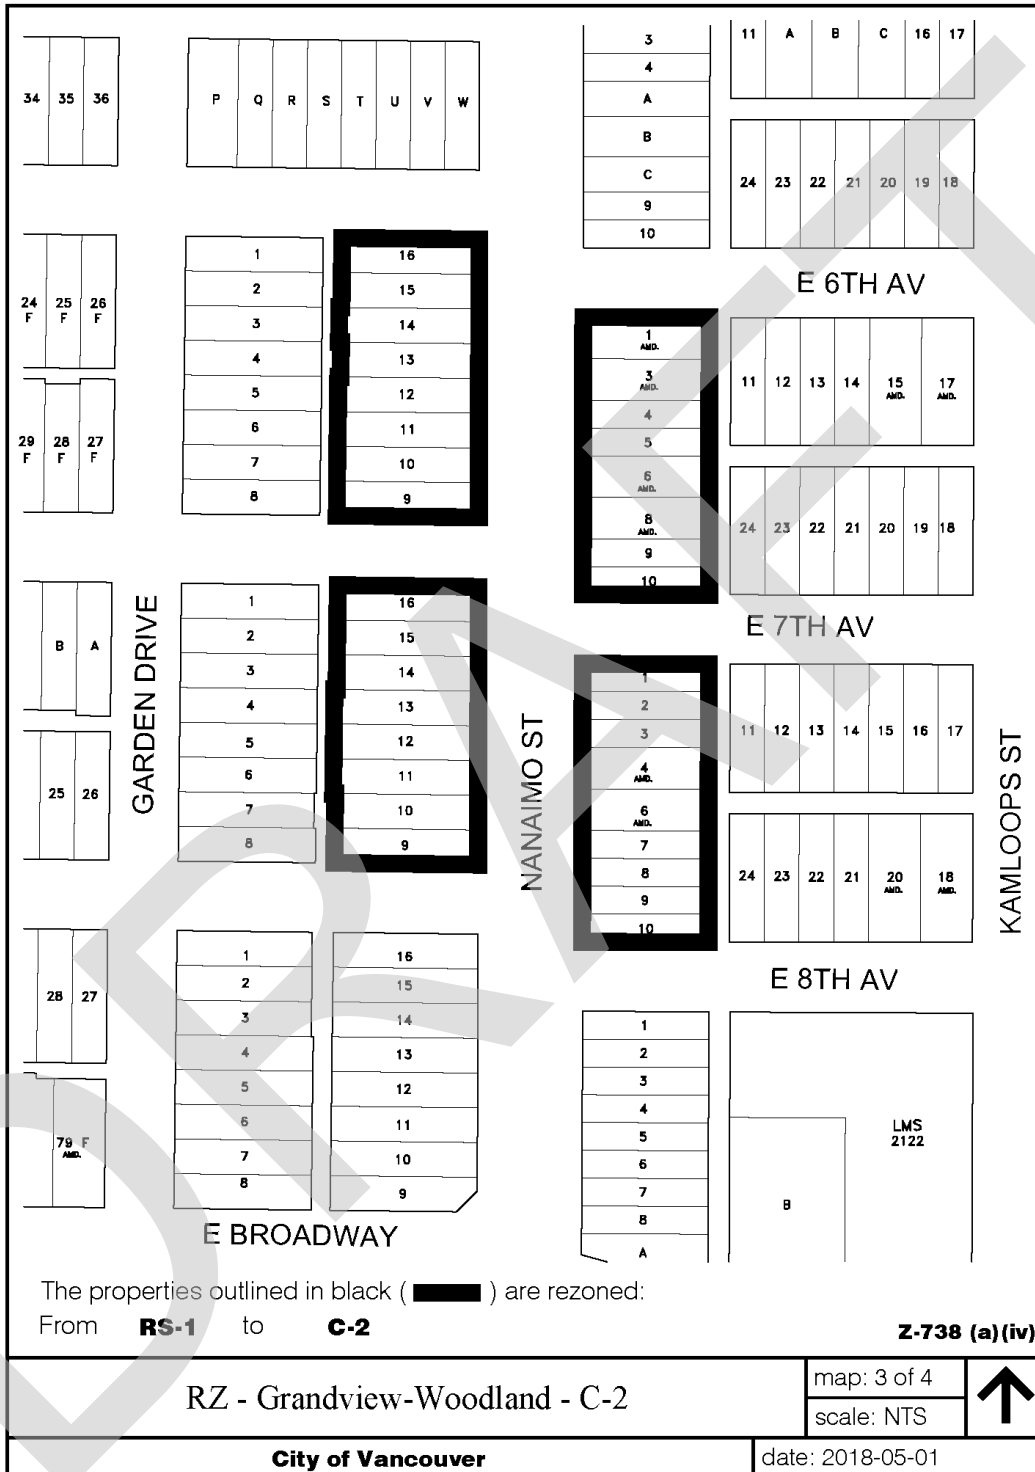 34 35 36
P Q R S T U V W
3
4
A
B
C
9
10
11 A B C 16 17
24 23 22 21 20 19 18
E 6TH AV
24 F 25 F 26 F
29 F 28 F 27 F
1
2
3
4
5
6
7
8
16
15
14
13
12
11
10
9
1 AMD.
3 AMD.
4
5
6 AMD.
8 AMD.
9
10
11 12 13 14 15 AMD. 17 AMD.
24 23 22 21 20 19 18
E 7TH AV
B A
25 26
GARDEN DRIVE
1
2
3
4
5
6
7
8
16
15
14
13
12
11
10
9
NANAIMO ST
1
2
3
4 AMD.
6 AMD.
7
8
9
10
11 12 13 14 15 16 17
24 23 22 21 20 AMD. 18 AMD.
KAMLOOPS ST
E 8TH AV
28 27
79 F AMD.
1
2
3
4
5
6
7
8
16
15
14
13
12
11
10
9
1
2
3
4
5
6
7
8
A
LMS
2122
B
E BROADWAY
DRAFT
The properties outlined in black ( ) are rezoned:
From RS-1 to C-2
Z-738 (a)(iv)
RZ - Grandview-Woodland - C-2
map: 3 of 4
scale: NTS
City of Vancouver
date: 2018-05-01